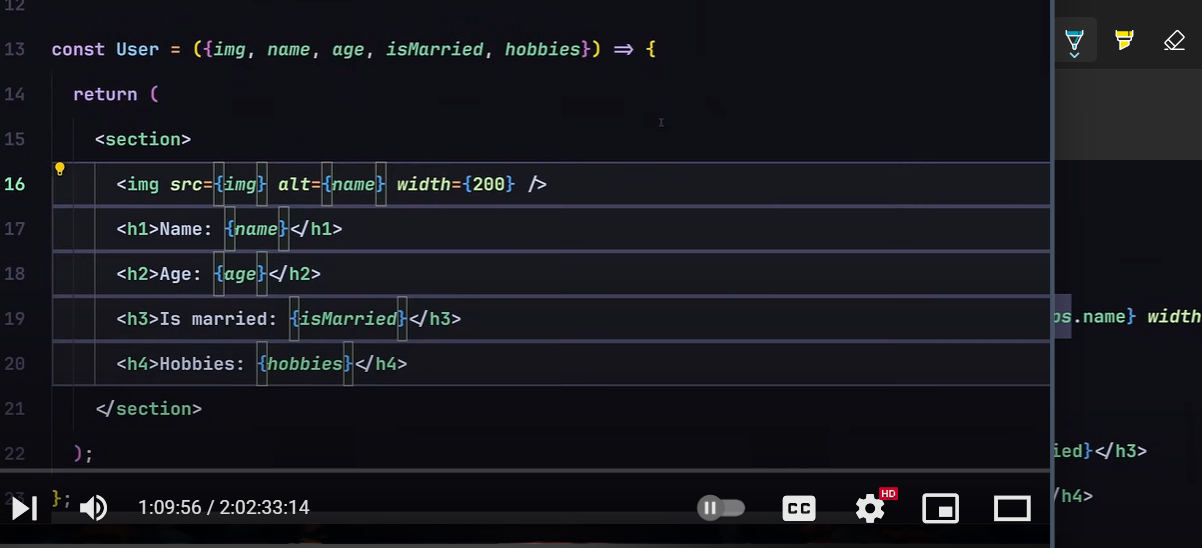 12
13 const User = ({img, name, age, isMarried, hobbies}) => {
14 return (
15 <section>
16 <img src={img} alt={name} width={200} />
17 <h1>Name: {name}</h1>
18 <h2>Age: {age}</h2>
19 <h3>Is married: {isMarried}</h3>
20 <h4>Hobbies: {hobbies}</h4>
21 </section>
22 );
23 };
ps.name} width
ied}</h3>
/h4>
1:09:56 / 2:02:33:14
CC
HD